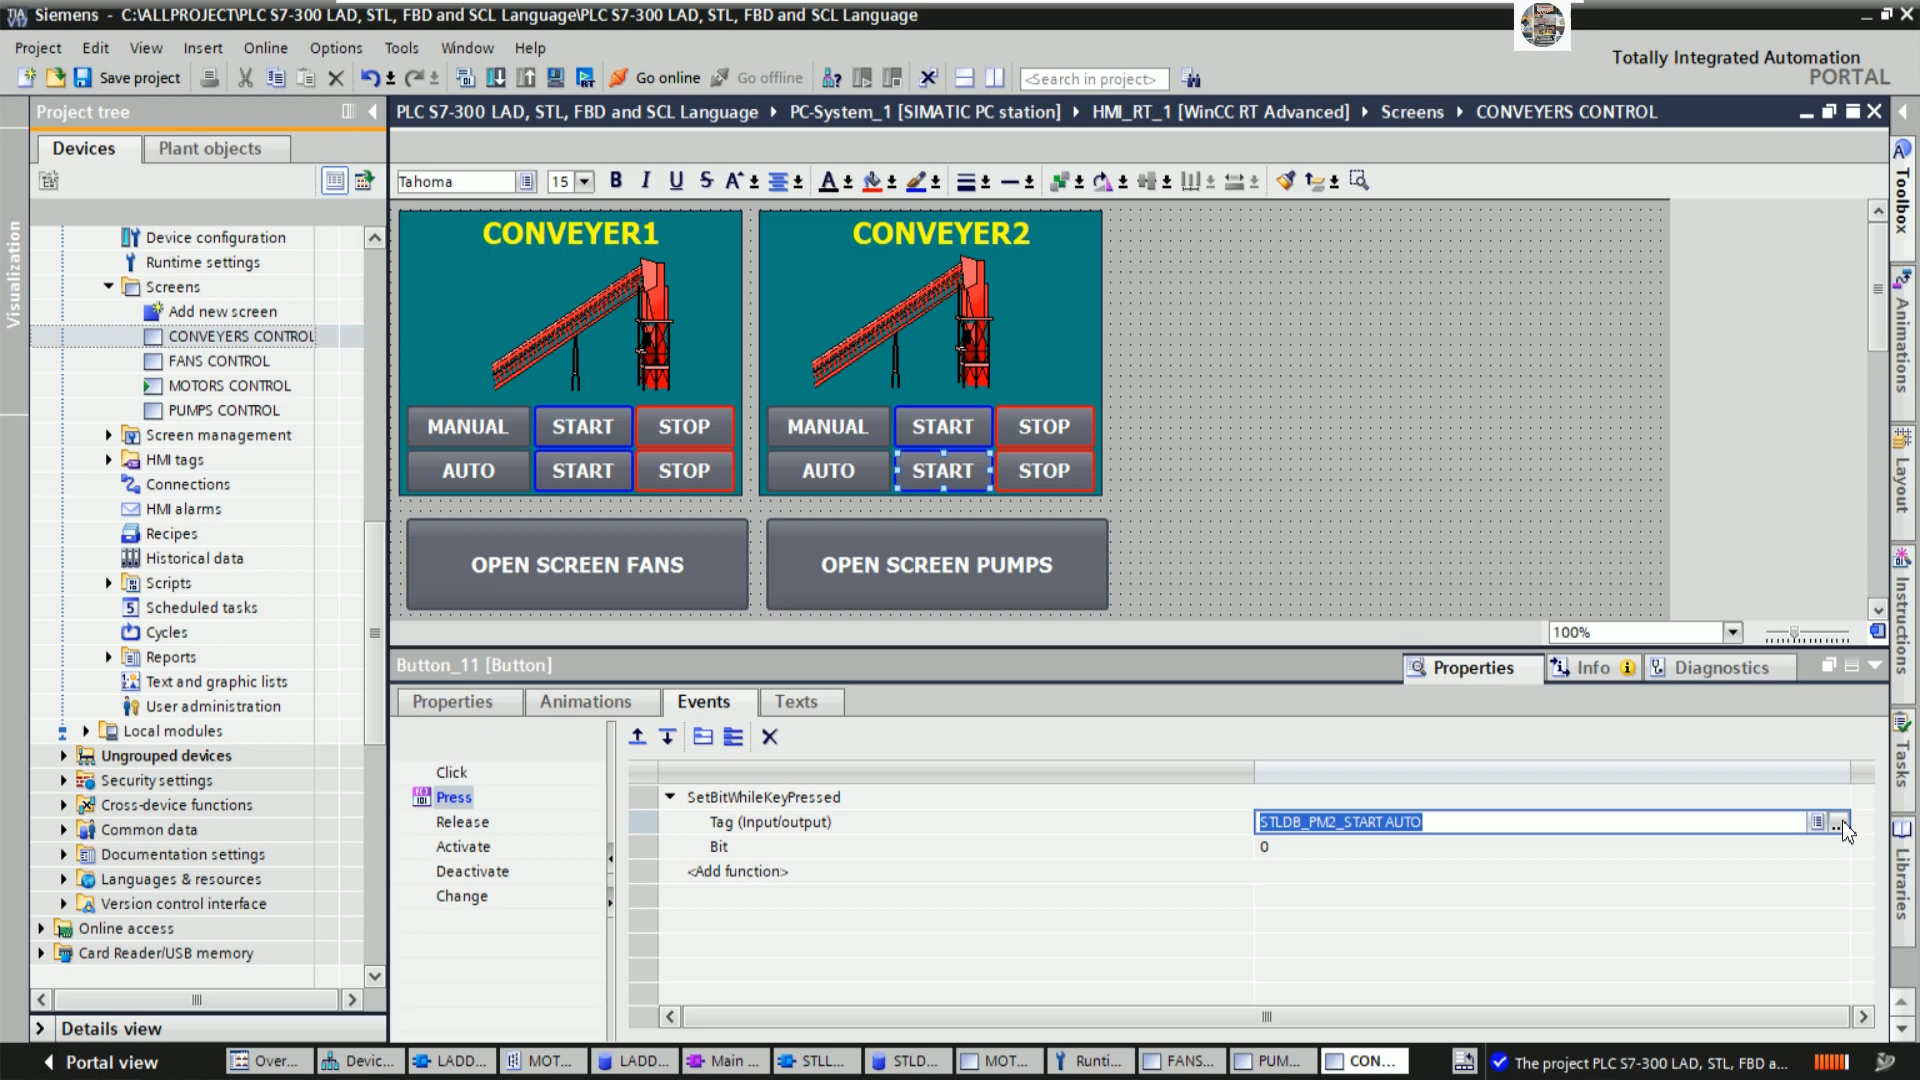 Siemens - C:\ALLPROJECT\PLC S7-300 LAD, STL, FBD and SCL Language\PLC S7-300 LAD, STL, FBD and SCL Language
Project Edit View Insert Online Options Tools Window Help
Totally Integrated Automation
PORTAL
Save project Go online Go offline <Search in project>
Project tree
PLC S7-300 LAD, STL, FBD and SCL Language PC-System_1 [SIMATIC PC station] HMI_RT_1 [WinCC RT Advanced] Screens CONVEYERS CONTROL
Devices Plant objects
Tahoma 15 B I U S A A
Device configuration
Runtime settings
Screens
Add new screen
CONVEYERS CONTROL
FANS CONTROL
MOTORS CONTROL
PUMPS CONTROL
Screen management
HMI tags
Connections
HMI alarms
Recipes
Historical data
Scripts
Scheduled tasks
Cycles
Reports
Text and graphic lists
User administration
Local modules
Ungrouped devices
Security settings
Cross-device functions
Common data
Documentation settings
Languages & resources
Version control interface
Online access
Card Reader/USB memory
Details view
Visualization
CONVEYER1 CONVEYER2
MANUAL START STOP MANUAL START STOP
AUTO START STOP AUTO START STOP
OPEN SCREEN FANS OPEN SCREEN PUMPS
100%
Button_11 [Button]
Properties Info Diagnostics
Properties Animations Events Texts
Click
Press
Release
Activate
Deactivate
Change
SetBitWhileKeyPressed
Tag (Input/output) STLDB_PM2_START AUTO
Bit 0
<Add function>
Toolbox
Animations
Layout
Instructions
Tasks
Libraries
Portal view Over... Devic... LADD... MOT... LADD... Main ... STLL... STLD... MOT... Runti... FANS... PUM... CON... The project PLC S7-300 LAD, STL, FBD a...